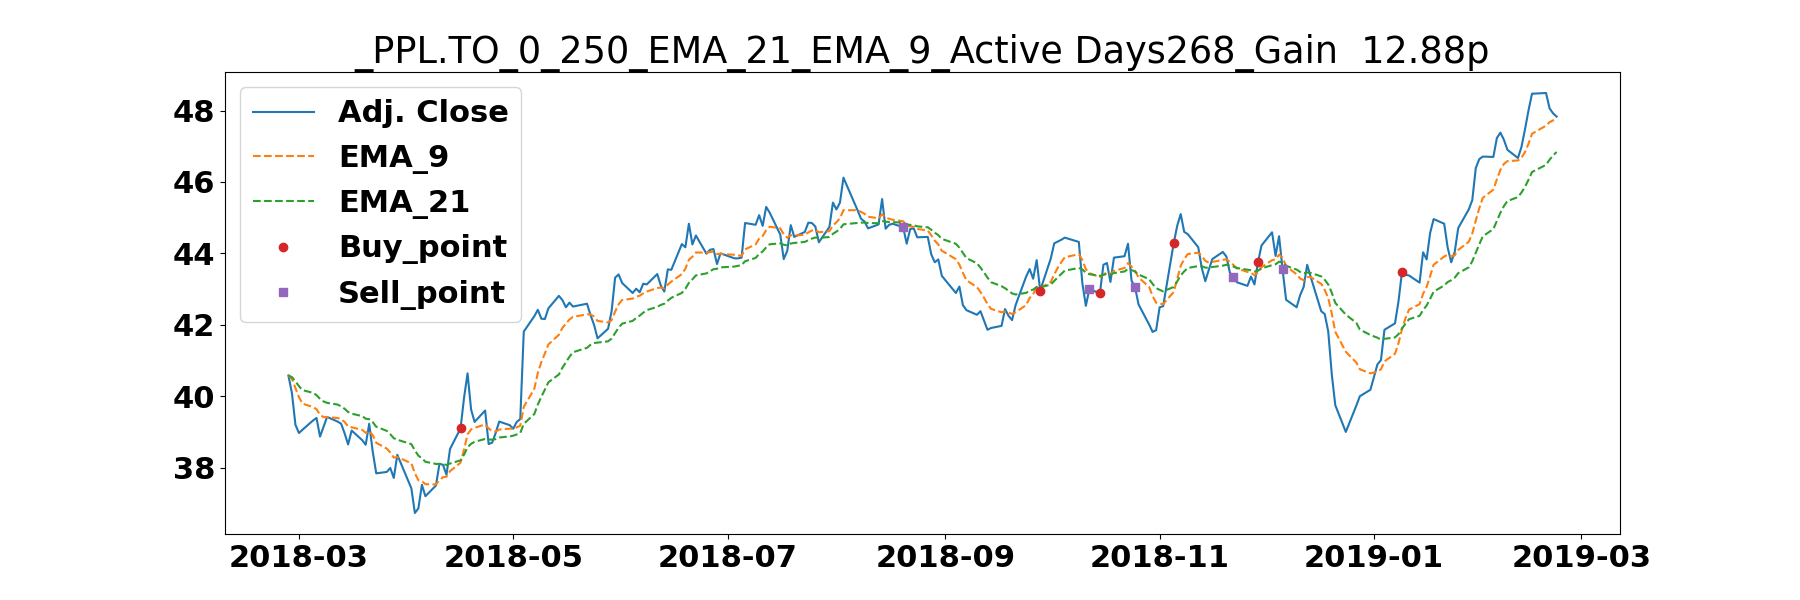 _PPL.TO_0_250_EMA_21_EMA_9_Active Days268_Gain  12.88p
Adj. Close
EMA_9
EMA_21
Buy_point
Sell_point
48
46
44
42
40
38
2018-03 2018-05 2018-07 2018-09 2018-11 2019-01 2019-03